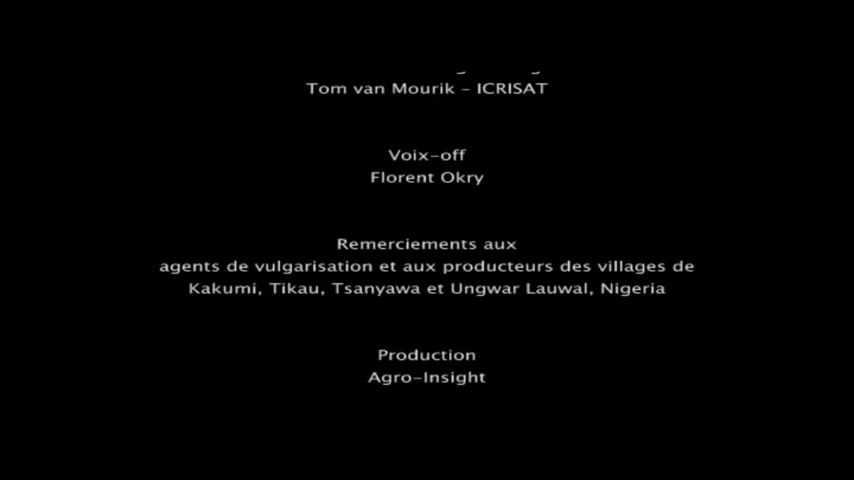 Tom van Mourik - ICRISAT
Voix-off
Florent Okry
Remerciements aux
agents de vulgarisation et aux producteurs des villages de
Kakumi, Tikau, Tsanyawa et Ungwar Lauwal, Nigeria
Production
Agro-Insight